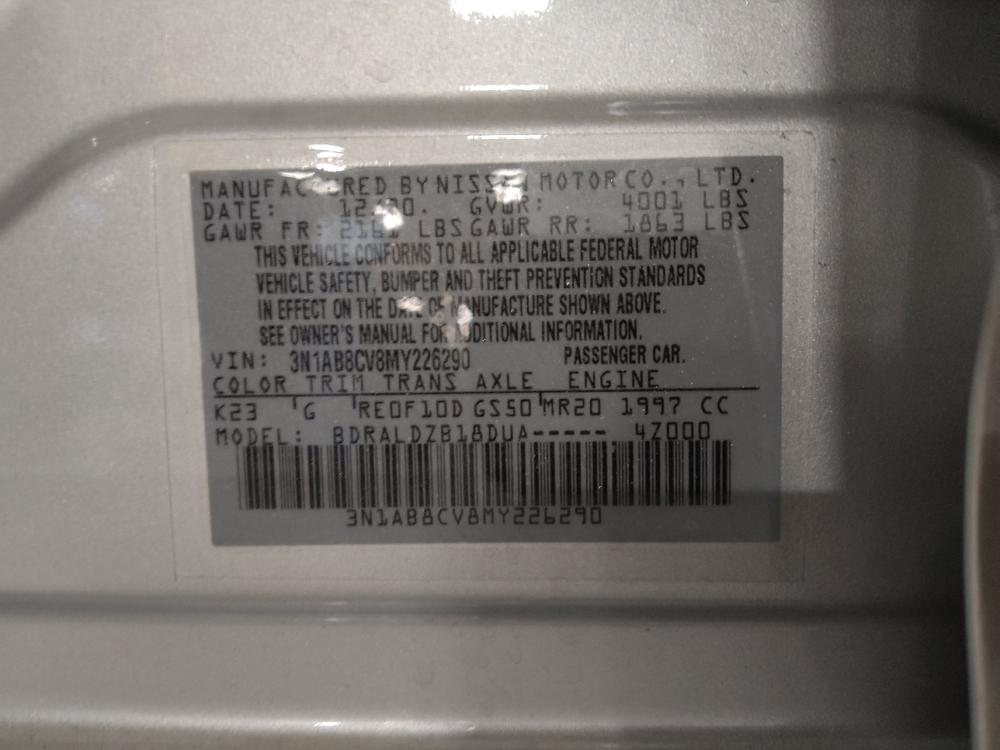 MANUFACTURED BY NISSAN MOTOR CO., LTD.
DATE: GVWR: 4001 LBS
GAWR FR: 2161 LBS GAWR RR: 1863 LBS
THIS VEHICLE CONFORMS TO ALL APPLICABLE FEDERAL MOTOR
VEHICLE SAFETY, BUMPER AND THEFT PREVENTION STANDARDS
IN EFFECT ON THE DATE OF MANUFACTURE SHOWN ABOVE.
SEE OWNER'S MANUAL FOR ADDITIONAL INFORMATION.
VIN: 3N1AB8CV8MY226290 PASSENGER CAR.
COLOR TRIM TRANS AXLE ENGINE
K23 G RE0F10D GS50 MR20 1997 CC
MODEL: BDRALDZB18DUA----- 4Z000
3N1AB8CV8MY226290